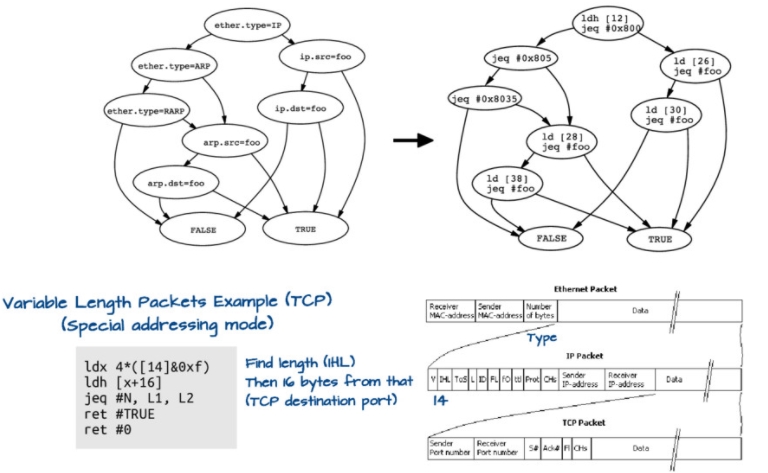 ether.type=IP
ether.type=ARP
ip.src=foo
ether.type=RARP
ip.dst=foo
arp.src=foo
arp.dst=foo
FALSE
TRUE
ldh [12]
jeq #0x800
jeq #0x805
ld [26]
jeq #foo
jeq #0x8035
ld [30]
jeq #foo
ld [28]
jeq #foo
ld [38]
jeq #foo
FALSE
TRUE
Variable Length Packets Example (TCP)
(Special addressing mode)
ldx 4*([14]&0xf)
ldh [x+16]
jeq #N, L1, L2
ret #TRUE
ret #0
Find length (IHL)
Then 16 bytes from that
(TCP destination port)
Ethernet Packet
Receiver MAC-address
Sender MAC-address
Number of bytes
Data
Type
IP Packet
V IHL ToS L ID FL fO ttl Prot CHs
Sender IP-address
Receiver IP-address
Data
14
TCP Packet
Sender Port number
Receiver Port number
S# Ack# Fl CHs
Data